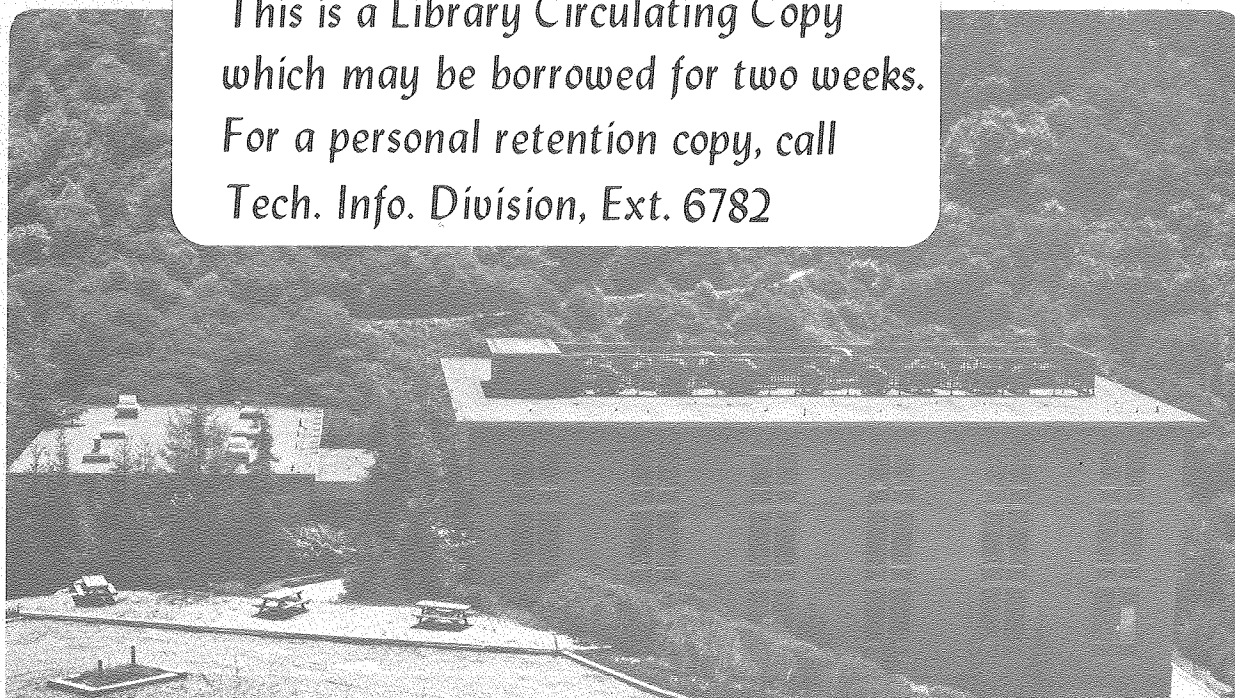 This is a Library Circulating Copy
which may be borrowed for two weeks.
For a personal retention copy, call
Tech. Info. Division, Ext. 6782